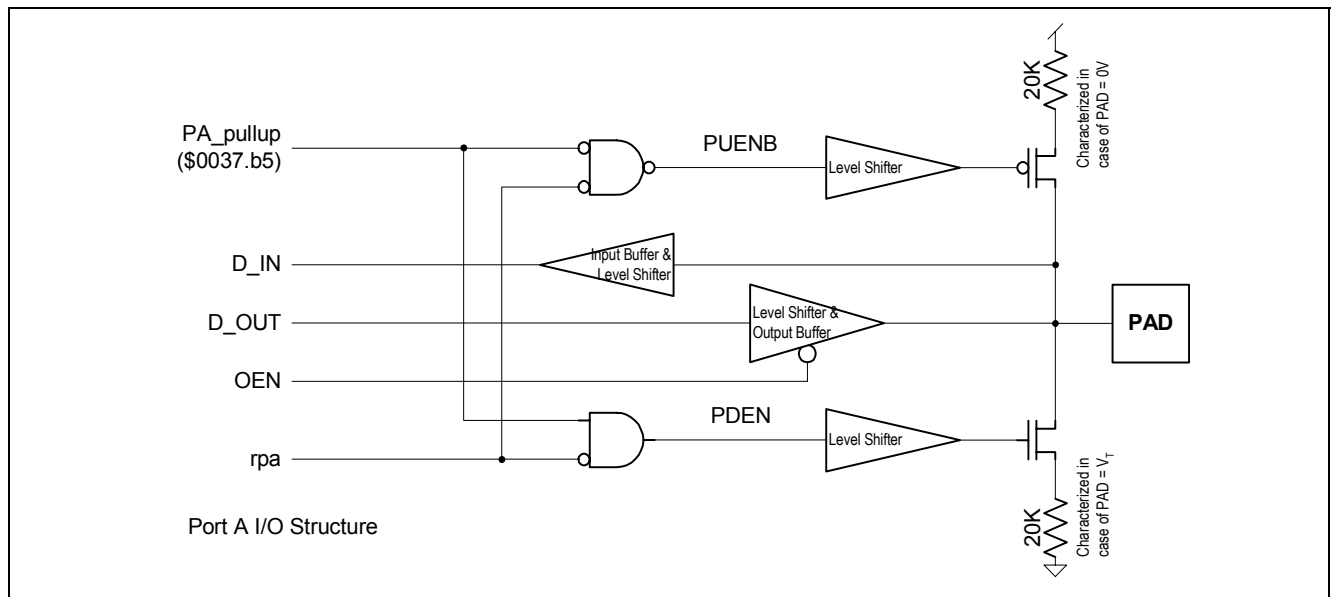 20K
Characterized in
case of PAD = 0V
PA_pullup
($0037.b5)
PUENB
Level Shifter
D_IN
Input Buffer &
Level Shifter
D_OUT
Level Shifter &
Output Buffer
PAD
OEN
PDEN
Level Shifter
rpa
20K
Characterized in
case of PAD = VT
Port A I/O Structure